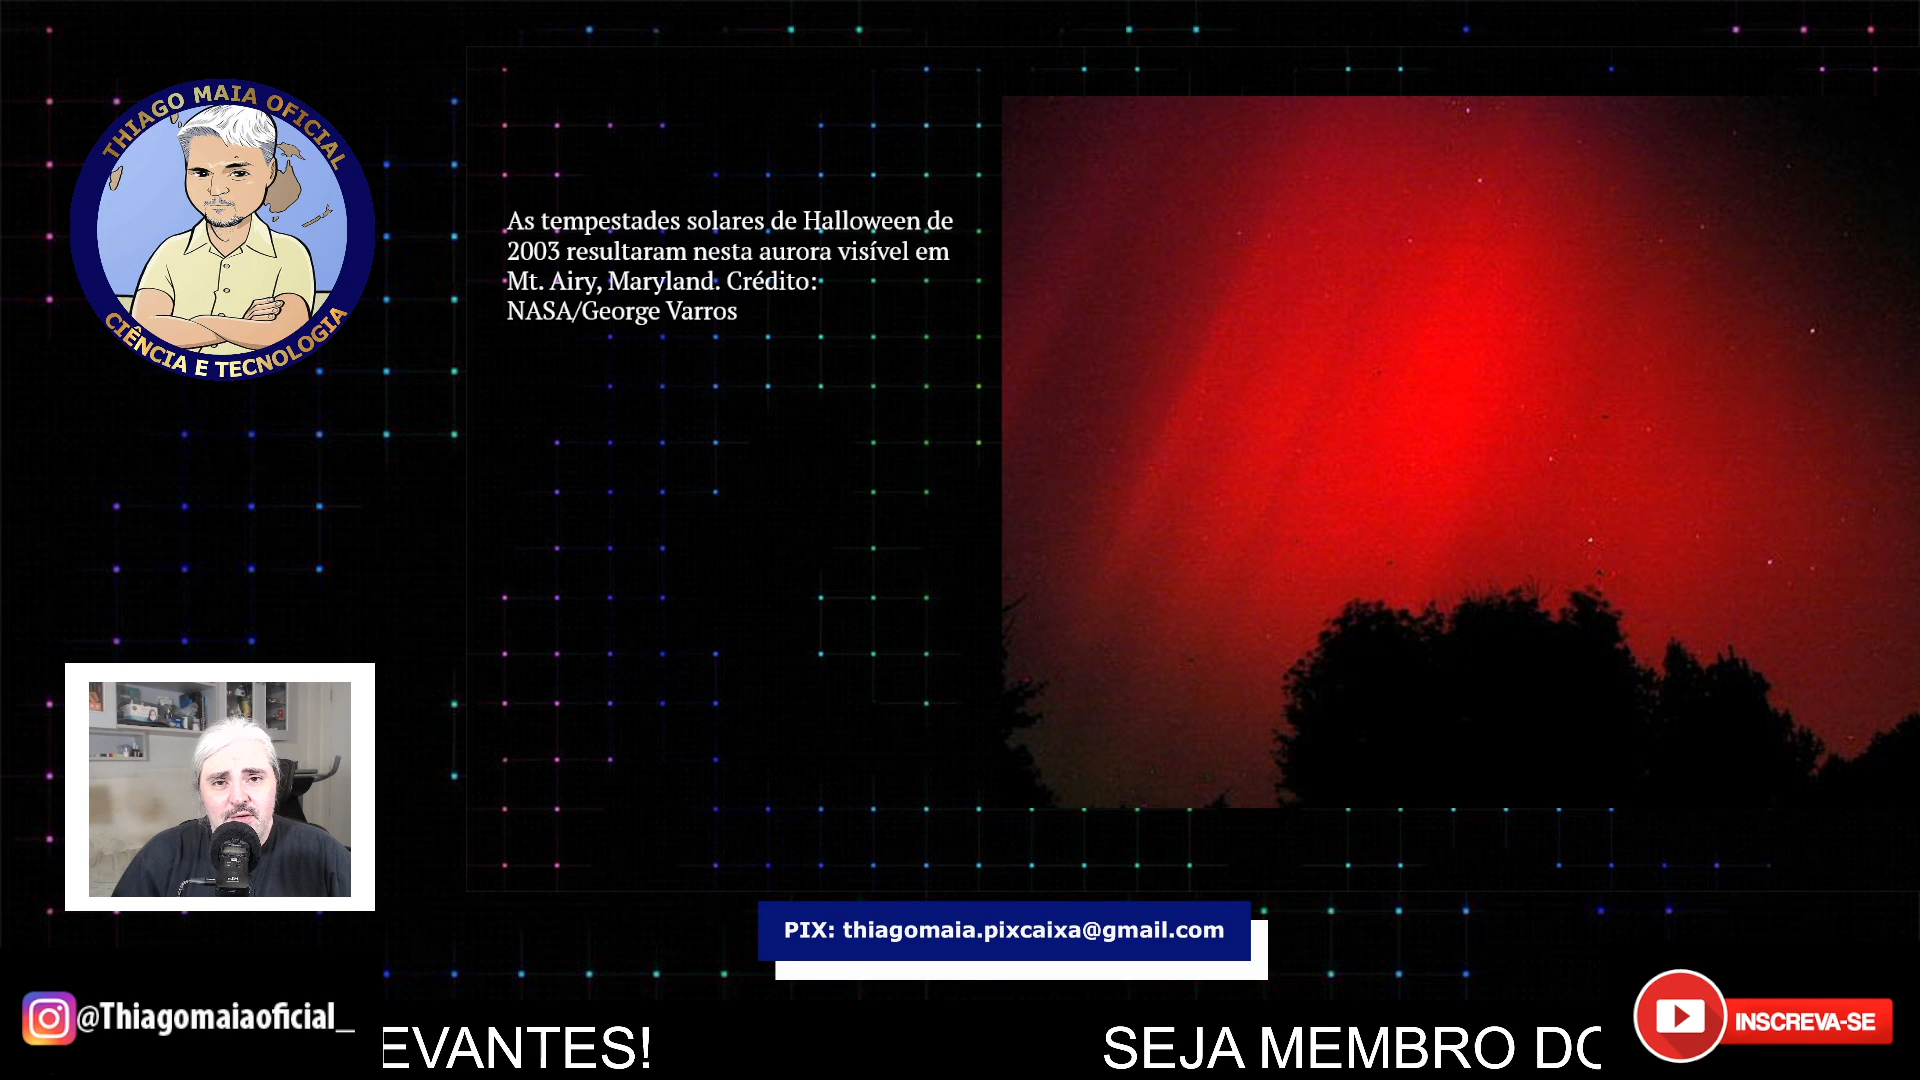 THIAGO MAIA OFICIAL
CIÊNCIA E TECNOLOGIA
As tempestades solares de Halloween de
2003 resultaram nesta aurora visível em
Mt. Airy, Maryland. Crédito:
NASA/George Varros
PIX: thiagomaia.pixcaixa@gmail.com
@Thiagomaiaoficial_
EVANTES!
SEJA MEMBRO DO
INSCREVA-SE